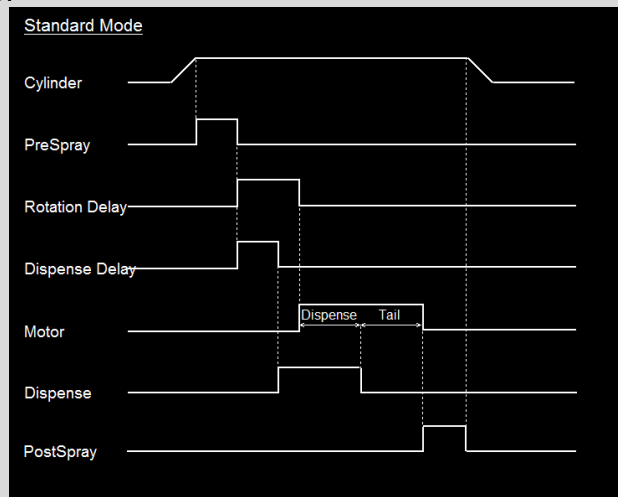 Standard Mode
Cylinder
PreSpray
Rotation Delay
Dispense Delay
Dispense Tail
Motor
Dispense
PostSpray